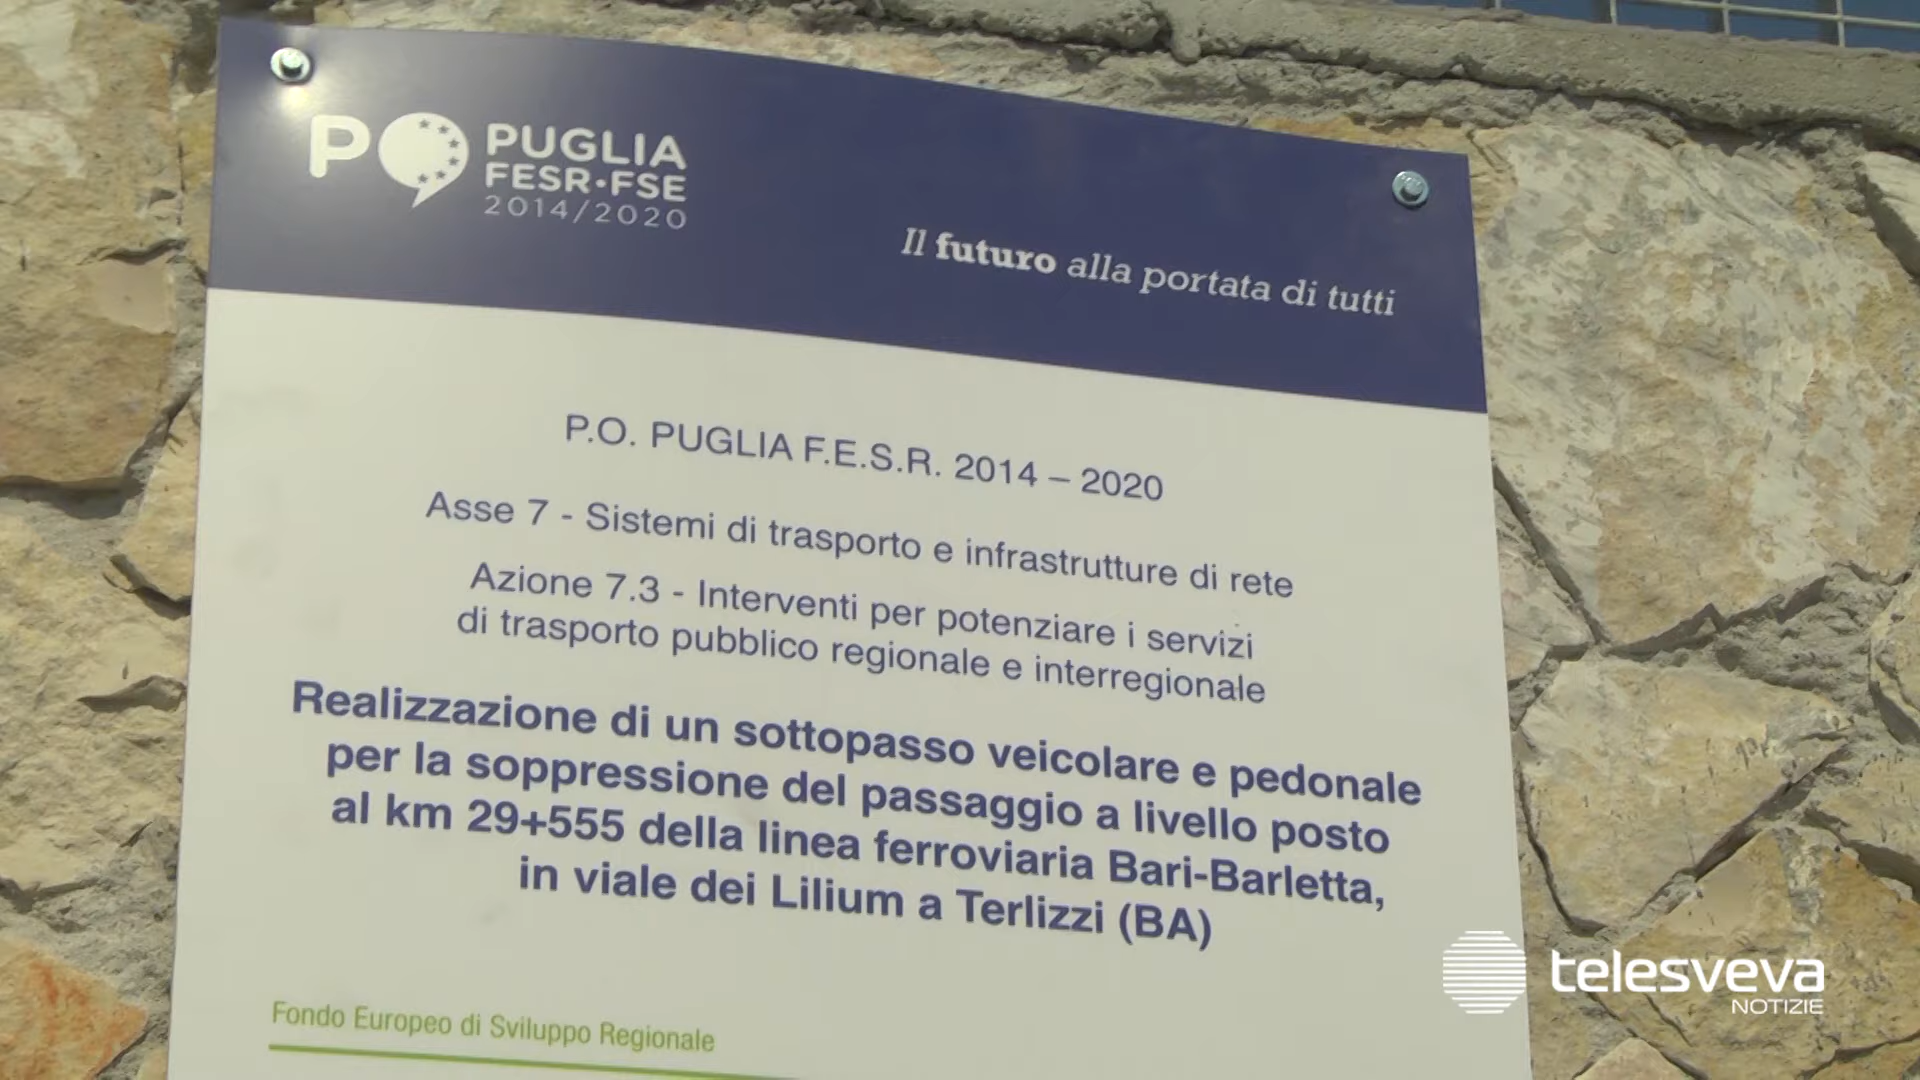 PO PUGLIA
FESR•FSE
2014/2020
Il futuro alla portata di tutti
P.O. PUGLIA F.E.S.R. 2014 – 2020
Asse 7 - Sistemi di trasporto e infrastrutture di rete
Azione 7.3 - Interventi per potenziare i servizi
di trasporto pubblico regionale e interregionale
Realizzazione di un sottopasso veicolare e pedonale
per la soppressione del passaggio a livello posto
al km 29+555 della linea ferroviaria Bari-Barletta,
in viale dei Lilium a Terlizzi (BA)
Fondo Europeo di Sviluppo Regionale
telesveva
NOTIZIE